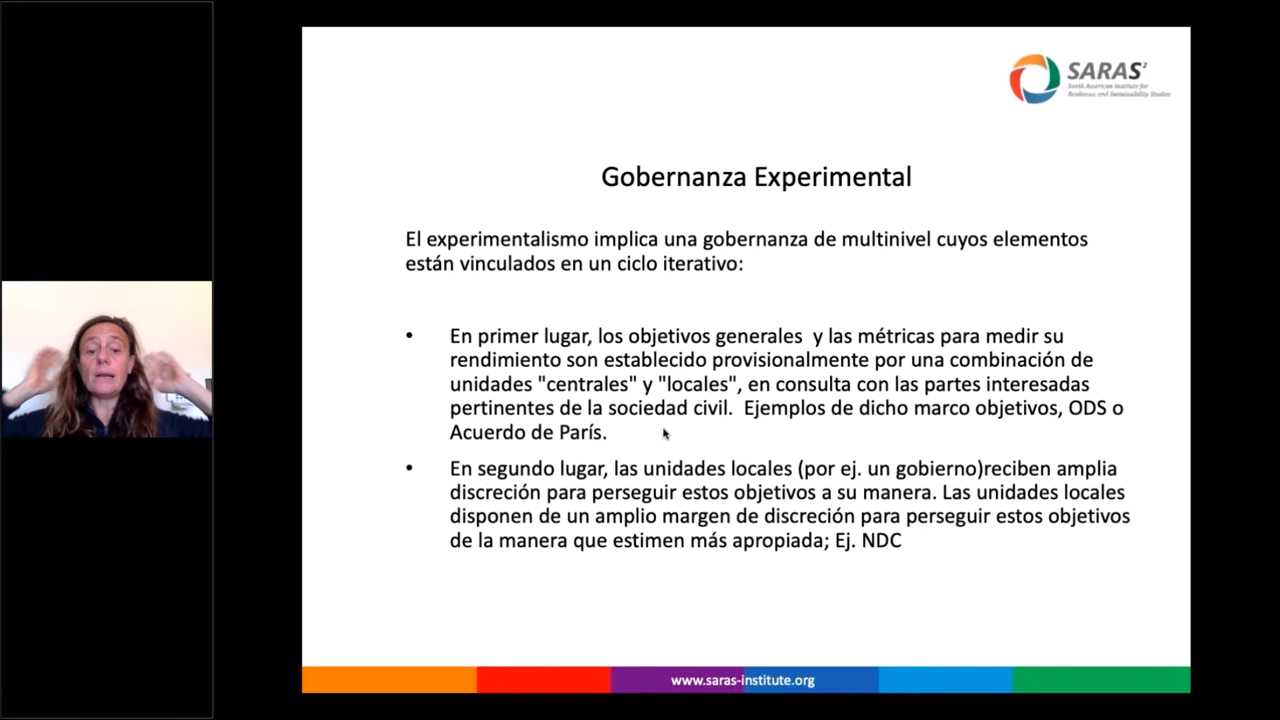 SARAS²
South American Institute for
Resilience and Sustainability Studies
Gobernanza Experimental
El experimentalismo implica una gobernanza de multinivel cuyos elementos
están vinculados en un ciclo iterativo:
• En primer lugar, los objetivos generales  y las métricas para medir su
rendimiento son establecido provisionalmente por una combinación de
unidades "centrales" y "locales", en consulta con las partes interesadas
pertinentes de la sociedad civil.  Ejemplos de dicho marco objetivos, ODS o
Acuerdo de París.
• En segundo lugar, las unidades locales (por ej. un gobierno)reciben amplia
discreción para perseguir estos objetivos a su manera. Las unidades locales
disponen de un amplio margen de discreción para perseguir estos objetivos
de la manera que estimen más apropiada; Ej. NDC
www.saras-institute.org